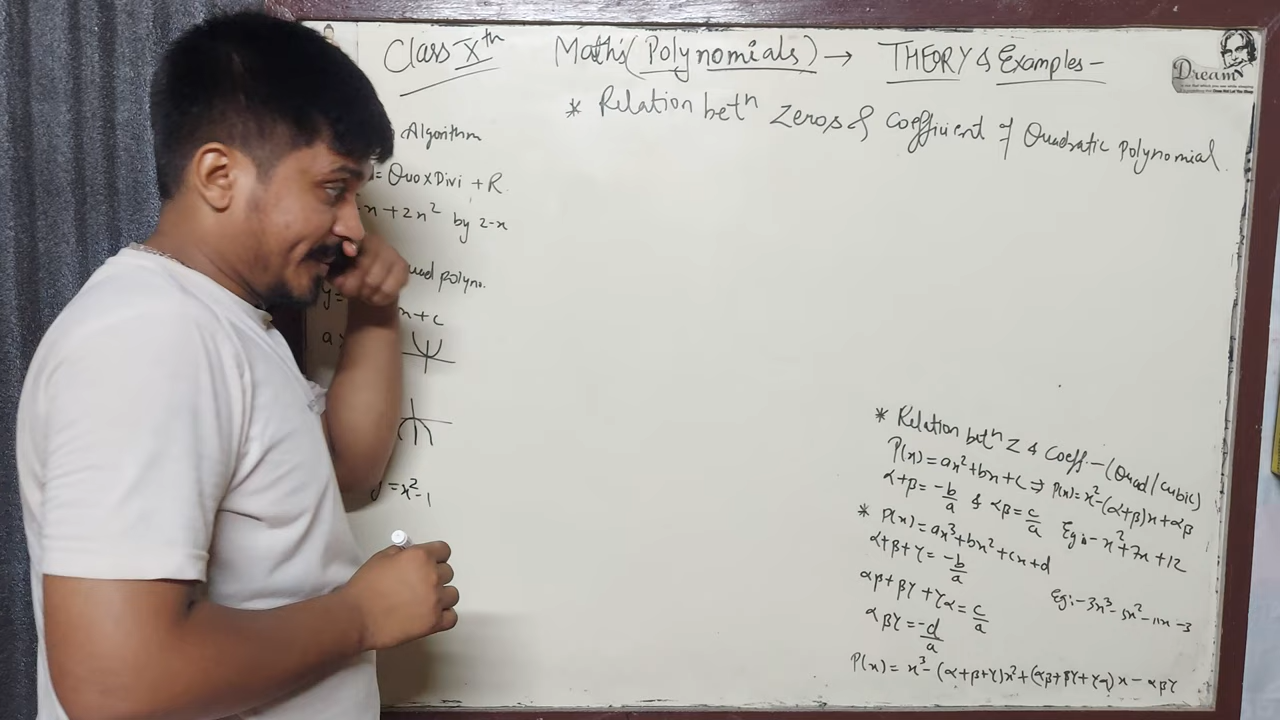 Class Xth Maths (Polynomials) → THEORY & Examples –
Dream
* Relation betn Zeros & Coefficient of Quadratic Polynomial.
Algorithm
= Quo x Divi + R.
x + 2x² by 2-x
uad polyno.
y =
x + c
a >
y = x² - 1
* Relation betn Z & Coeff. – (Quad/cubic)
P(x) = ax² + bx + c ⇒ P(x) = x² - (α+β)x + αβ
α+β = -b/a & αβ = c/a Eg:- x² + 7x + 12
* P(x) = ax³ + bx² + cx + d
α+β+γ = -b/a
αβ + βγ + γα = c/a Eg:- 3x³ - 5x² - 11x - 3
αβγ = -d/a
P(x) = x³ - (α+β+γ)x² + (αβ+βγ+γα)x - αβγ